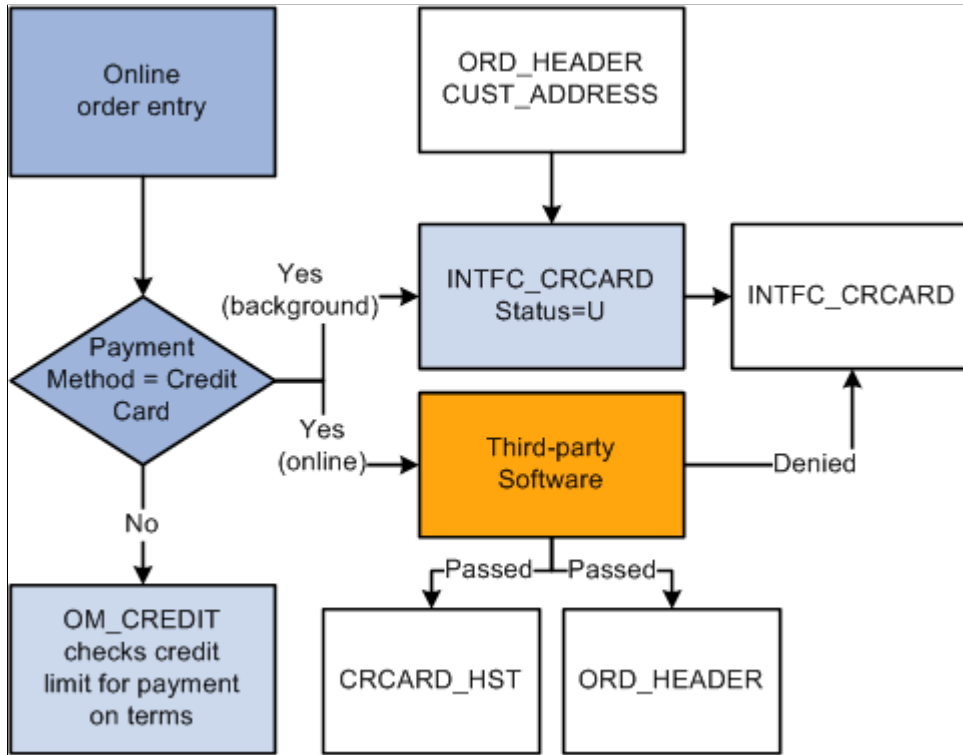 Online
order entry
ORD_HEADER
CUST_ADDRESS
Yes
(background)
INTFC_CRCARD
Status=U
INTFC_CRCARD
Payment
Method = Credit
Card
Yes
(online)
Third-party
Software
Denied
No
Passed
Passed
OM_CREDIT
checks credit
limit for payment
on terms
CRCARD_HST
ORD_HEADER